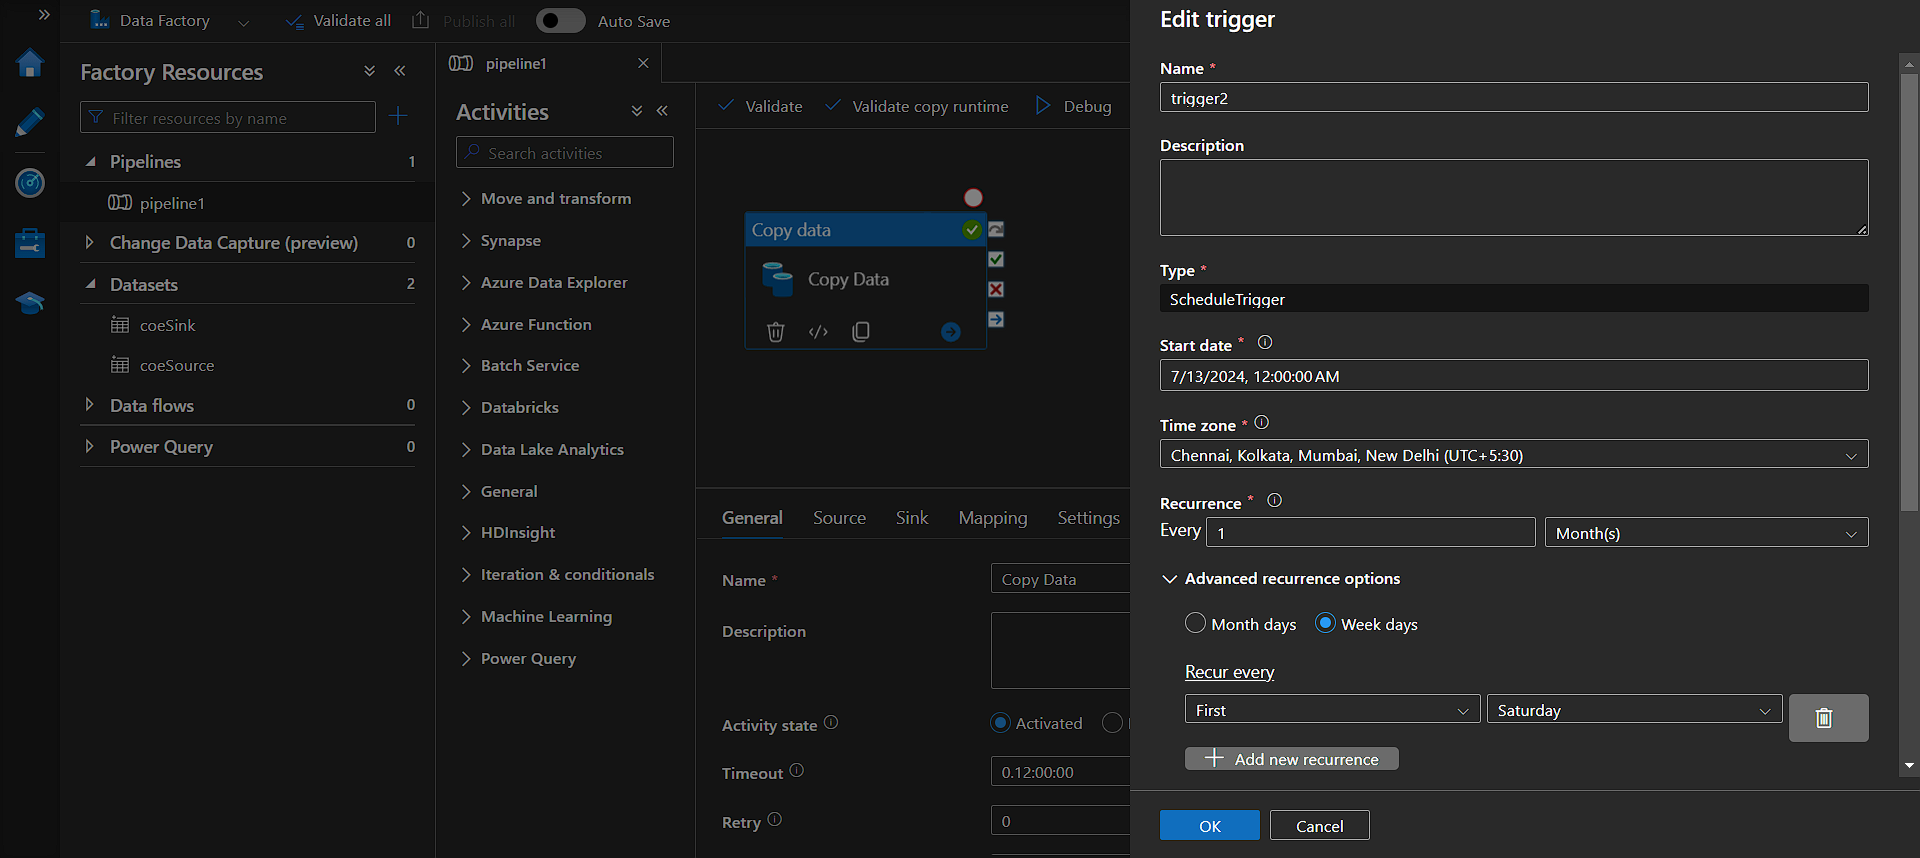 Data Factory
Validate all
Publish all
Auto Save
Factory Resources
Filter resources by name
Pipelines 1
pipeline1
Change Data Capture (preview) 0
Datasets 2
coeSink
coeSource
Data flows 0
Power Query 0
pipeline1
Activities
Search activities
Move and transform
Synapse
Azure Data Explorer
Azure Function
Batch Service
Databricks
Data Lake Analytics
General
HDInsight
Iteration & conditionals
Machine Learning
Power Query
Validate
Validate copy runtime
Debug
Copy data
Copy Data
General
Source
Sink
Mapping
Settings
Name *
Copy Data
Description
Activity state
Activated
Timeout
0.12:00:00
Retry
0
Edit trigger
Name *
trigger2
Description
Type *
ScheduleTrigger
Start date *
7/13/2024, 12:00:00 AM
Time zone *
Chennai, Kolkata, Mumbai, New Delhi (UTC+5:30)
Recurrence *
Every 1 Month(s)
Advanced recurrence options
Month days
Week days
Recur every
First
Saturday
Add new recurrence
OK
Cancel